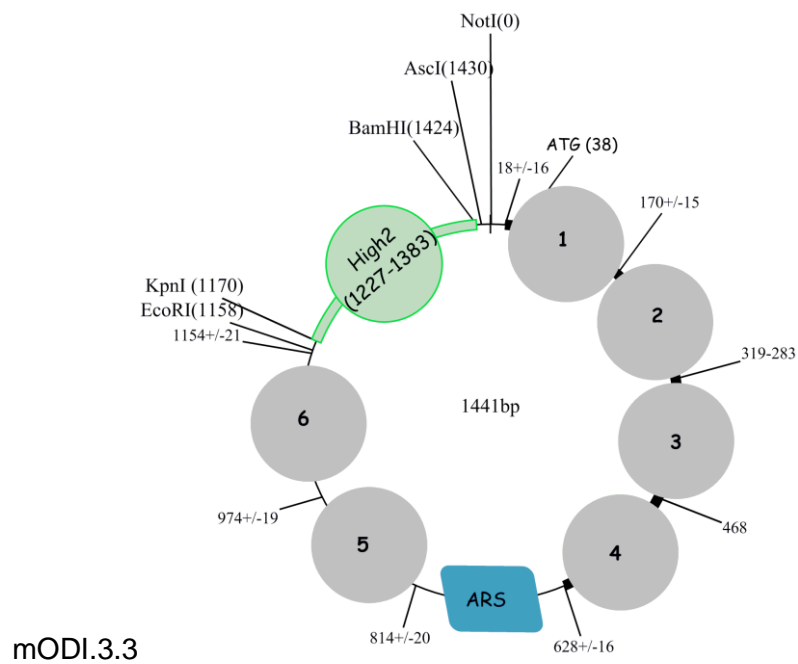 NotI(0)
AscI(1430)
BamHI(1424)
ATG (38)
18+/-16
170+/-15
1
High2
(1227-1383)
KpnI (1170)
EcoRI(1158)
1154+/-21
2
319-283
1441bp
6
3
468
974+/-19
5
4
ARS
814+/-20
628+/-16
mODI.3.3